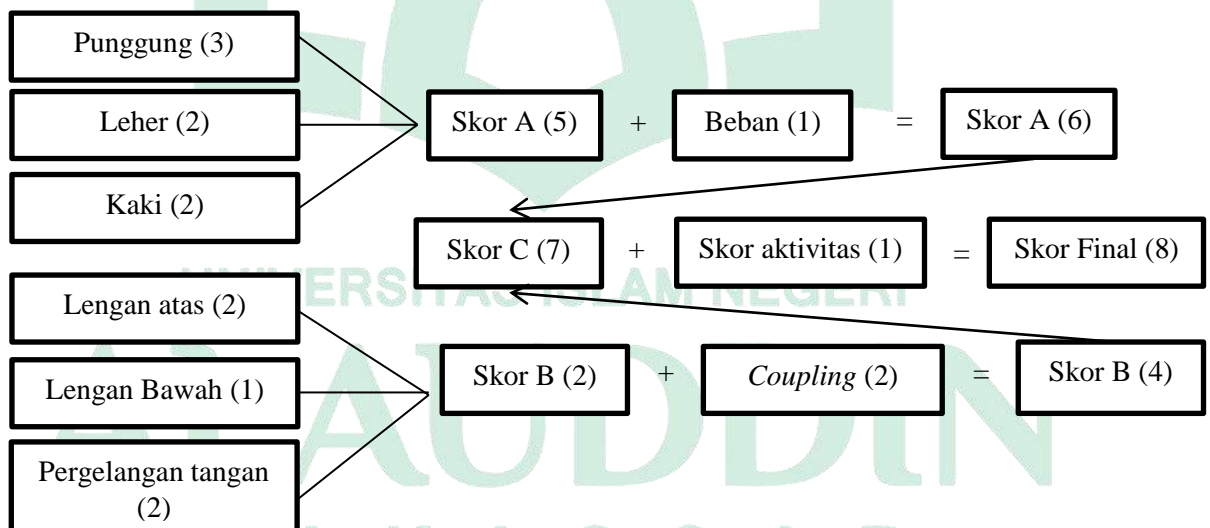 Punggung (3)
Leher (2)
Kaki (2)
Skor A (5) + Beban (1) = Skor A (6)
Skor C (7) + Skor aktivitas (1) = Skor Final (8)
Lengan atas (2)
Lengan Bawah (1)
Pergelangan tangan
(2)
Skor B (2) + Coupling (2) = Skor B (4)
UNIVERSITAS ISLAM NEGERI
ALAUDDIN